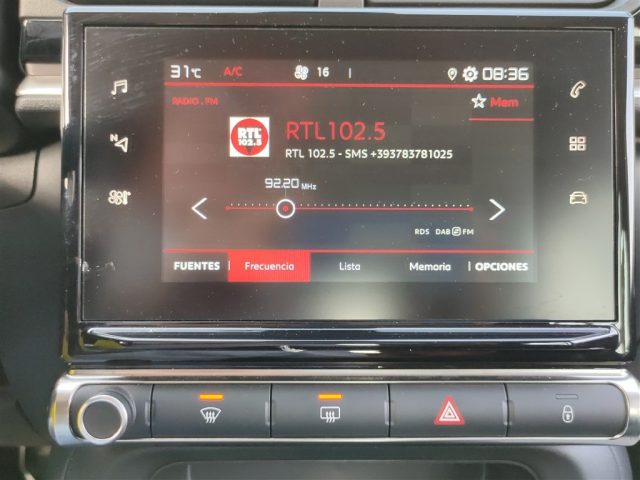 31°C A/C 16 08:36
RADIO . FM
Mem
RTL
102.5
RTL102.5
RTL 102.5 - SMS +393783781025
92.20 MHz
RDS DAB FM
FUENTES Frecuencia Lista Memoria OPCIONES
N